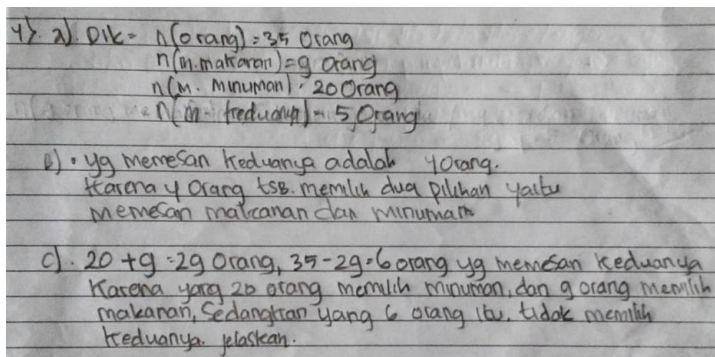 4) a). Dik = n(orang) = 35 Orang
n(m.makanan) = 9 orang
n(m. minuman) = 20 Orang
n(m. keduanya) = 5 Orang
b) • yg memesan keduanya adalah 4 orang.
Karena 4 orang tsb. memilih dua pilihan yaitu
memesan makanan dan minuman
c). 20 + 9 = 29 Orang, 35 - 29 = 6 orang yg memesan keduanya
Karena yang 20 orang memilih minuman, dan 9 orang memilih
makanan, Sedangkan yang 6 orang itu, tidak memilih
keduanya. jelaskan.